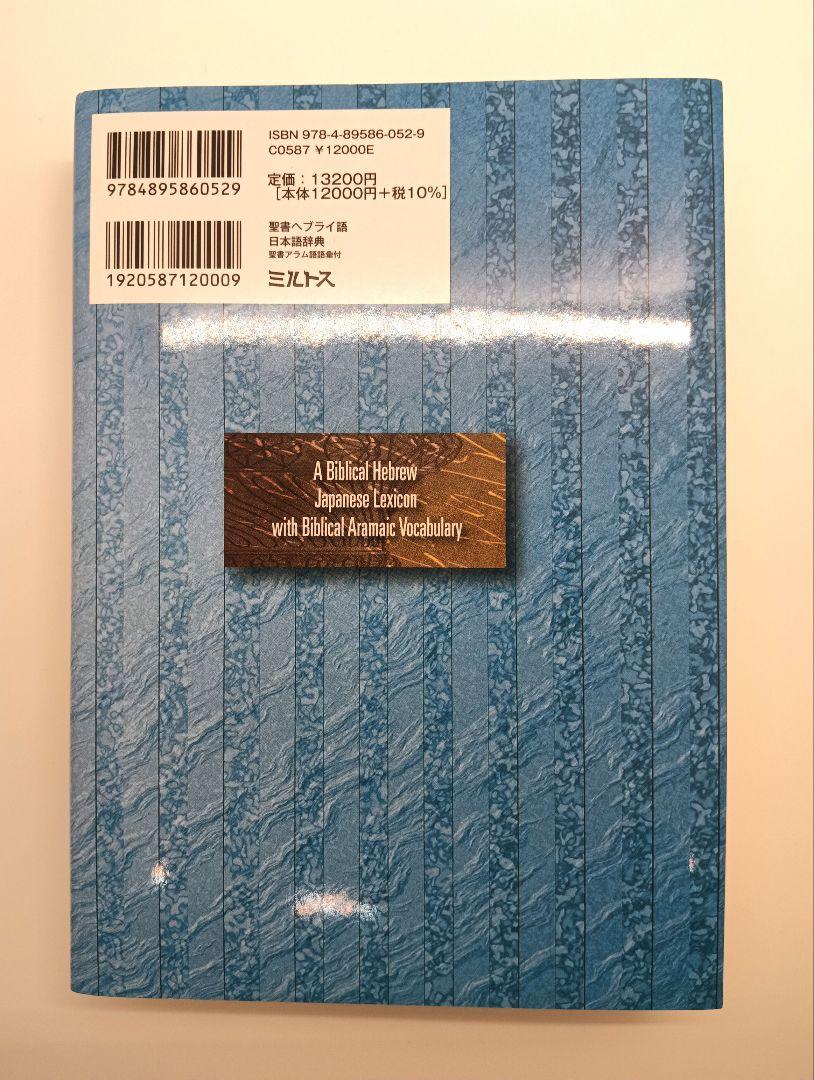 ISBN 978-4-89586-052-9
C0587 ¥12000E
9784895860529
定価：13200円
[本体12000円＋税10%]
1920587120009
聖書ヘブライ語
日本語辞典
聖書アラム語語彙付
ミルトス
A Biblical Hebrew
Japanese Lexicon
with Biblical Aramaic Vocabulary